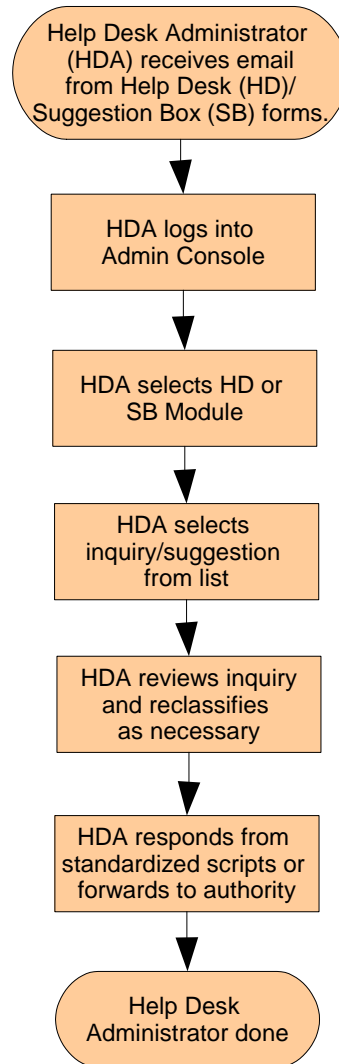 Help Desk Administrator
(HDA) receives email
from Help Desk (HD)/
Suggestion Box (SB) forms.
HDA logs into
Admin Console
HDA selects HD or
SB Module
HDA selects
inquiry/suggestion
from list
HDA reviews inquiry
and reclassifies
as necessary
HDA responds from
standardized scripts or
forwards to authority
Help Desk
Administrator done